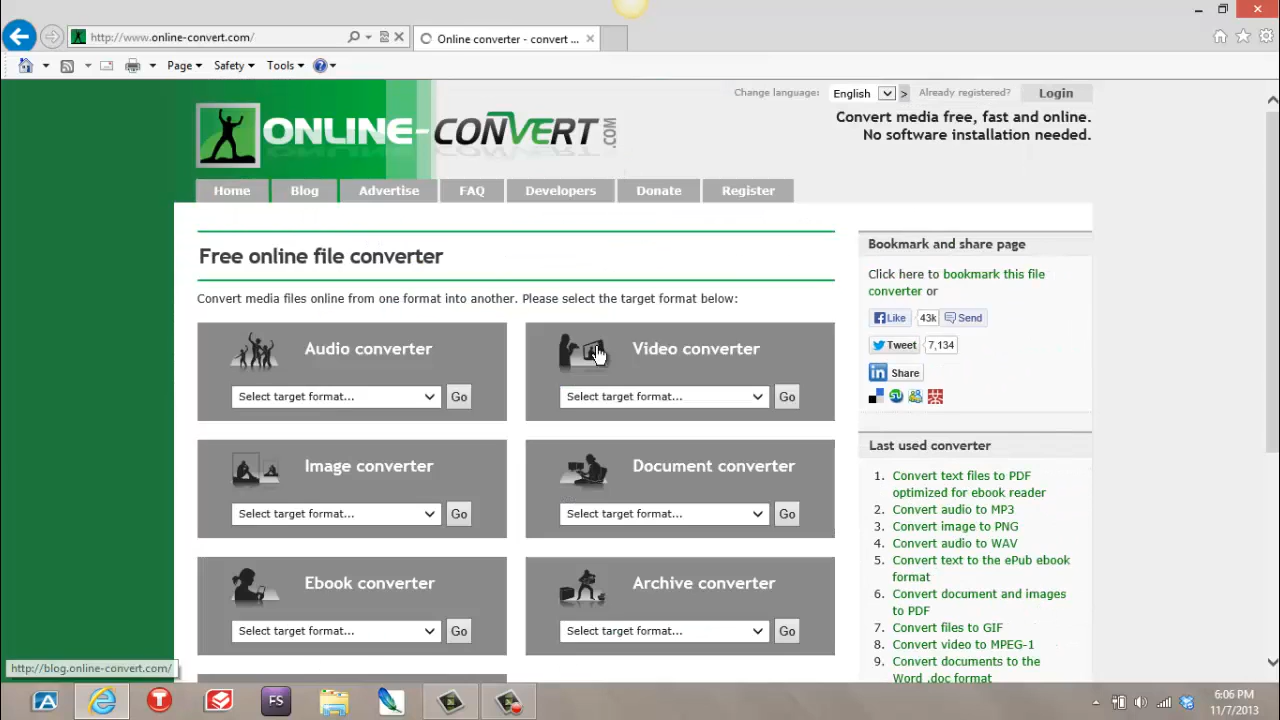 http://www.online-convert.com/
Online converter - convert ...
Page
Safety
Tools
Change language:
English
>
Already registered?
Login
ONLINE-CONVERT.COM
Convert media free, fast and online.
No software installation needed.
Home
Blog
Advertise
FAQ
Developers
Donate
Register
Free online file converter
Convert media files online from one format into another. Please select the target format below:
Audio converter
Select target format...
Go
Video converter
Select target format...
Go
Image converter
Select target format...
Go
Document converter
Select target format...
Go
Ebook converter
Select target format...
Go
Archive converter
Select target format...
Go
Bookmark and share page
Click here to bookmark this file
converter or
Like
43k
Send
Tweet
7,134
Share
Last used converter
1. Convert text files to PDF
optimized for ebook reader
2. Convert audio to MP3
3. Convert image to PNG
4. Convert audio to WAV
5. Convert text to the ePub ebook
format
6. Convert document and images
to PDF
7. Convert files to GIF
8. Convert video to MPEG-1
9. Convert documents to the
Word .doc format
http://blog.online-convert.com/
FS
6:06 PM
11/7/2013